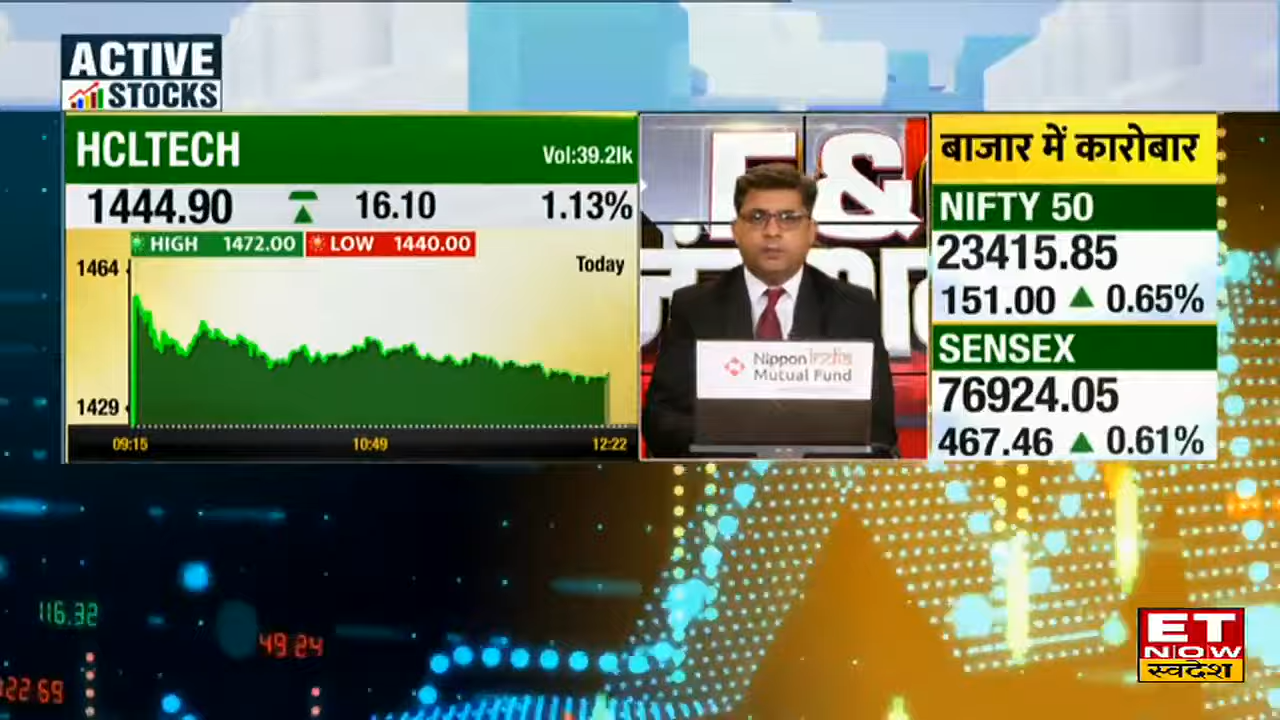 ACTIVE
STOCKS
HCLTECH
Vol:39.2lk
1444.90 16.10 1.13%
HIGH 1472.00 LOW 1440.00
1464
Today
1429
09:15 10:49 12:22
F&
Nippon India
Mutual Fund
बाजार में कारोबार
NIFTY 50
23415.85
151.00 0.65%
SENSEX
76924.05
467.46 0.61%
116.32
49.24
22.69
ET
NOW
स्वदेश